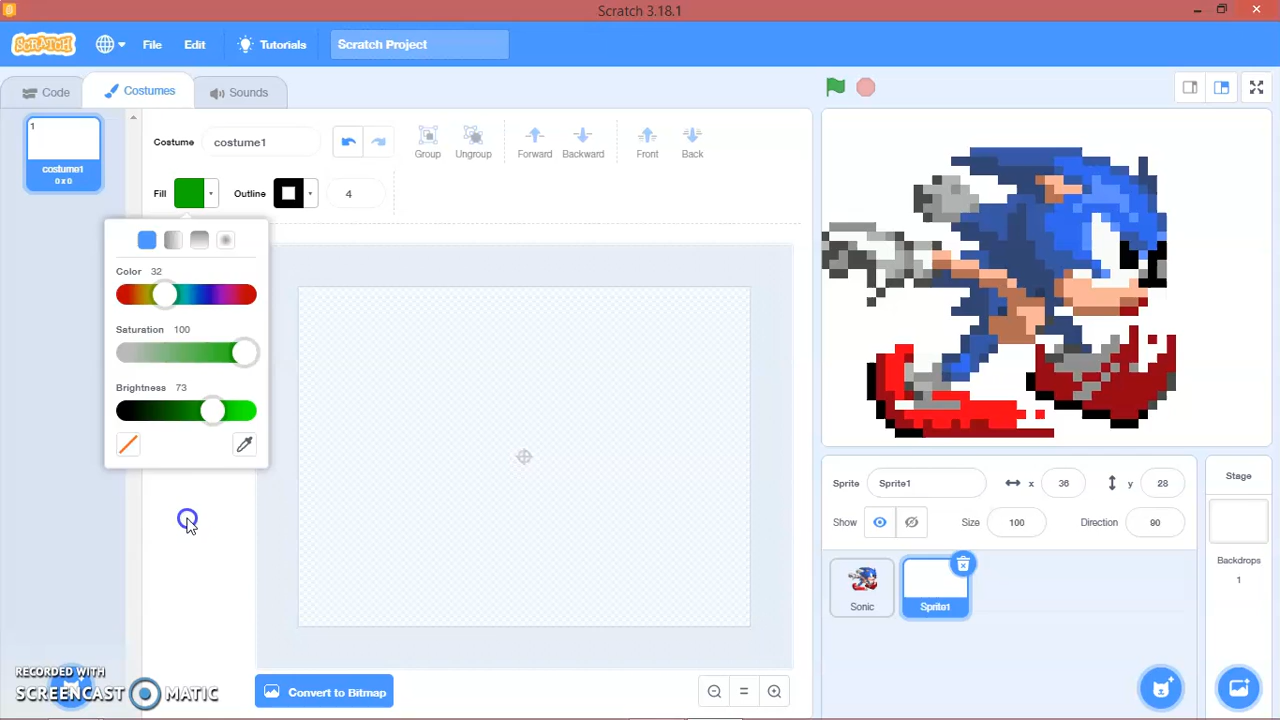 Scratch 3.18.1
SCRATCH File Edit Tutorials Scratch Project
Code Costumes Sounds
1
costume1
0 x 0
Costume costume1 Group Ungroup Forward Backward Front Back
Fill Outline 4
Color 32
Saturation 100
Brightness 73
Convert to Bitmap
Sprite Sprite1 x 36 y 28
Show Size 100 Direction 90
Sonic
Sprite1
Stage
Backdrops
1
RECORDED WITH
SCREENCAST MATIC